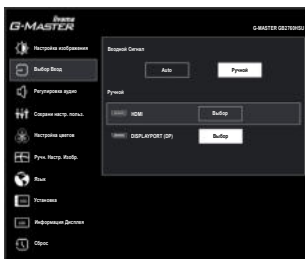 iiyama
G-MASTER
G-MASTER GB2760HSU
Настройка изображения
Входной Сигнал
Выбор Вход
Auto
Ручной
Регулировка аудио
Ручной
Сохрани настр. польз.
HDMI
Выбор
Настройка цветов
DISPLAYPORT (DP)
Выбор
Ручн. Настр. Изобр.
Язык
Установка
Информация Дисплея
Сброс